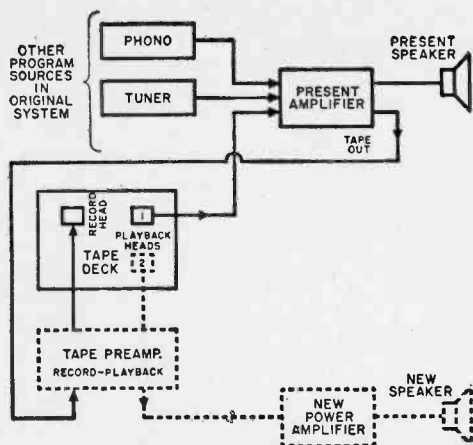 OTHER
PROGRAM
SOURCES
IN
ORIGINAL
SYSTEM
PHONO
TUNER
PRESENT
AMPLIFIER
PRESENT
SPEAKER
TAPE
OUT
RECORD
HEAD
1
PLAYBACK
HEADS
TAPE
DECK
2
TAPE PREAMP.
RECORD-PLAYBACK
NEW
POWER
AMPLIFIER
NEW
SPEAKER